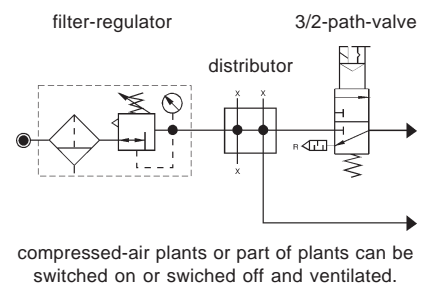 filter-regulator
3/2-path-valve
distributor
x x
R
x
compressed-air plants or part of plants can be
switched on or swiched off and ventilated.